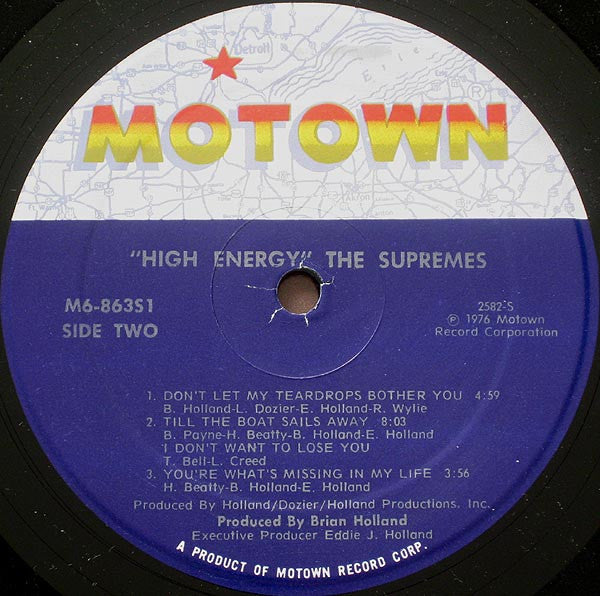 Detroit
Erie
MOTOWN®
Akron
"HIGH ENERGY" THE SUPREMES
M6-863S1
SIDE TWO
2582-S
℗ 1976 Motown
Record Corporation
1. DON'T LET MY TEARDROPS BOTHER YOU 4:59
B. Holland-L. Dozier-E. Holland-R. Wylie
2. TILL THE BOAT SAILS AWAY 8:03
B. Payne-H. Beatty-B. Holland-E. Holland
I DON'T WANT TO LOSE YOU
T. Bell-L. Creed
3. YOU'RE WHAT'S MISSING IN MY LIFE 3:56
H. Beatty-B. Holland-E. Holland
Produced By Holland/Dozier/Holland Productions. Inc.
Produced By Brian Holland
Executive Producer Eddie J. Holland
A PRODUCT OF MOTOWN RECORD CORP.